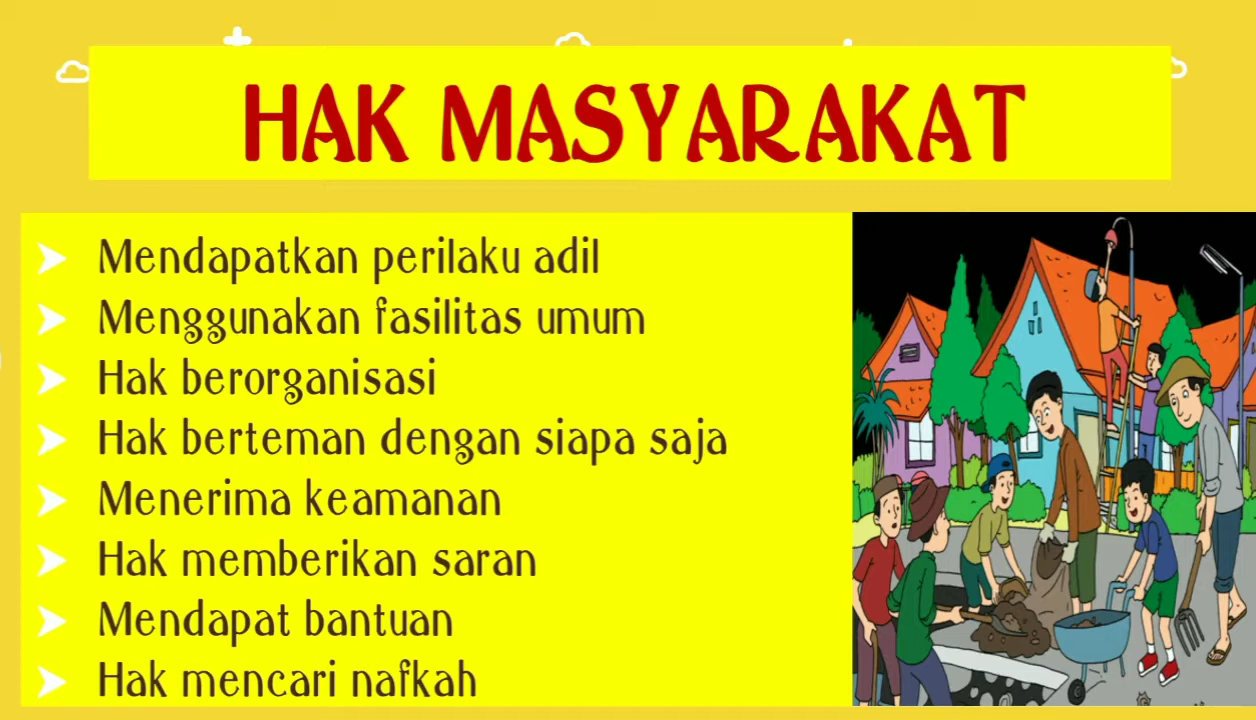 HAK MASYARAKAT
Mendapatkan perilaku adil
Menggunakan fasilitas umum
Hak berorganisasi
Hak berteman dengan siapa saja
Menerima keamanan
Hak memberikan saran
Mendapat bantuan
Hak mencari nafkah